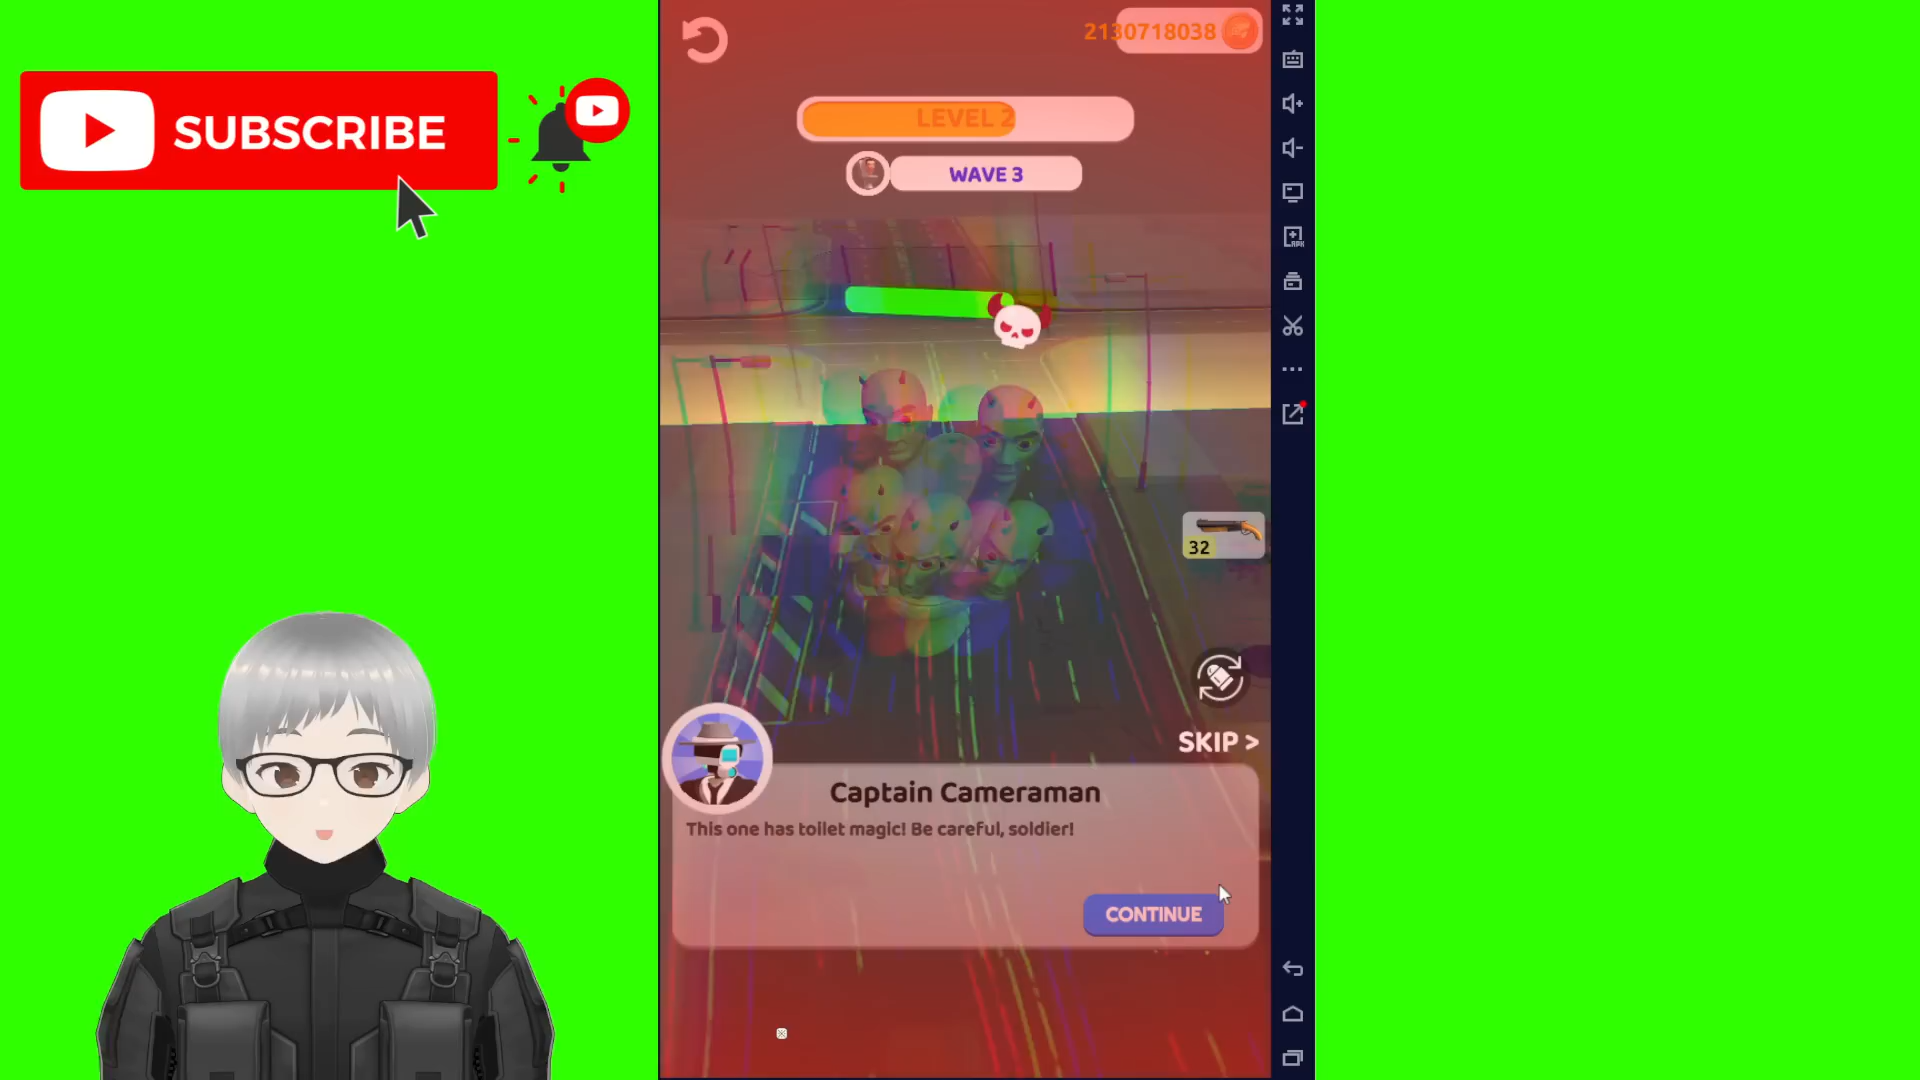 SUBSCRIBE
2130718038
LEVEL 2
WAVE 3
APK
32
SKIP >
Captain Cameraman
This one has toilet magic! Be careful, soldier!
CONTINUE